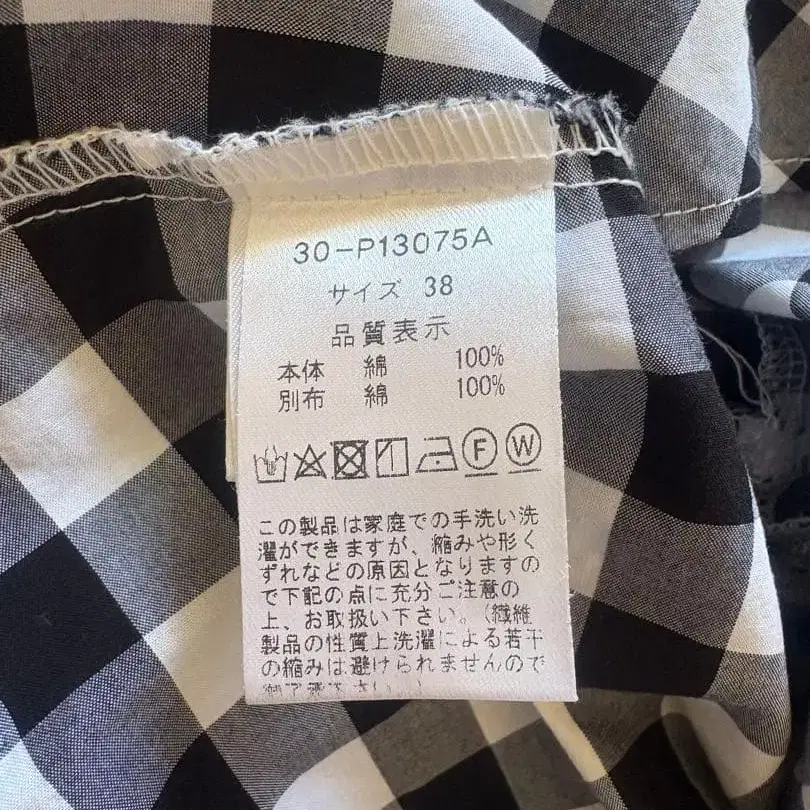 30-P13075A
サイズ 38
品質表示
本体 綿 100%
別布 綿 100%
F W
この製品は家庭での手洗い洗
濯ができますが、縮みや形く
ずれなどの原因となりますの
で下記の点に充分ご注意の
上、お取扱い下さい。(繊維
製品の性質上洗濯による若干
の縮みは避けられませんので